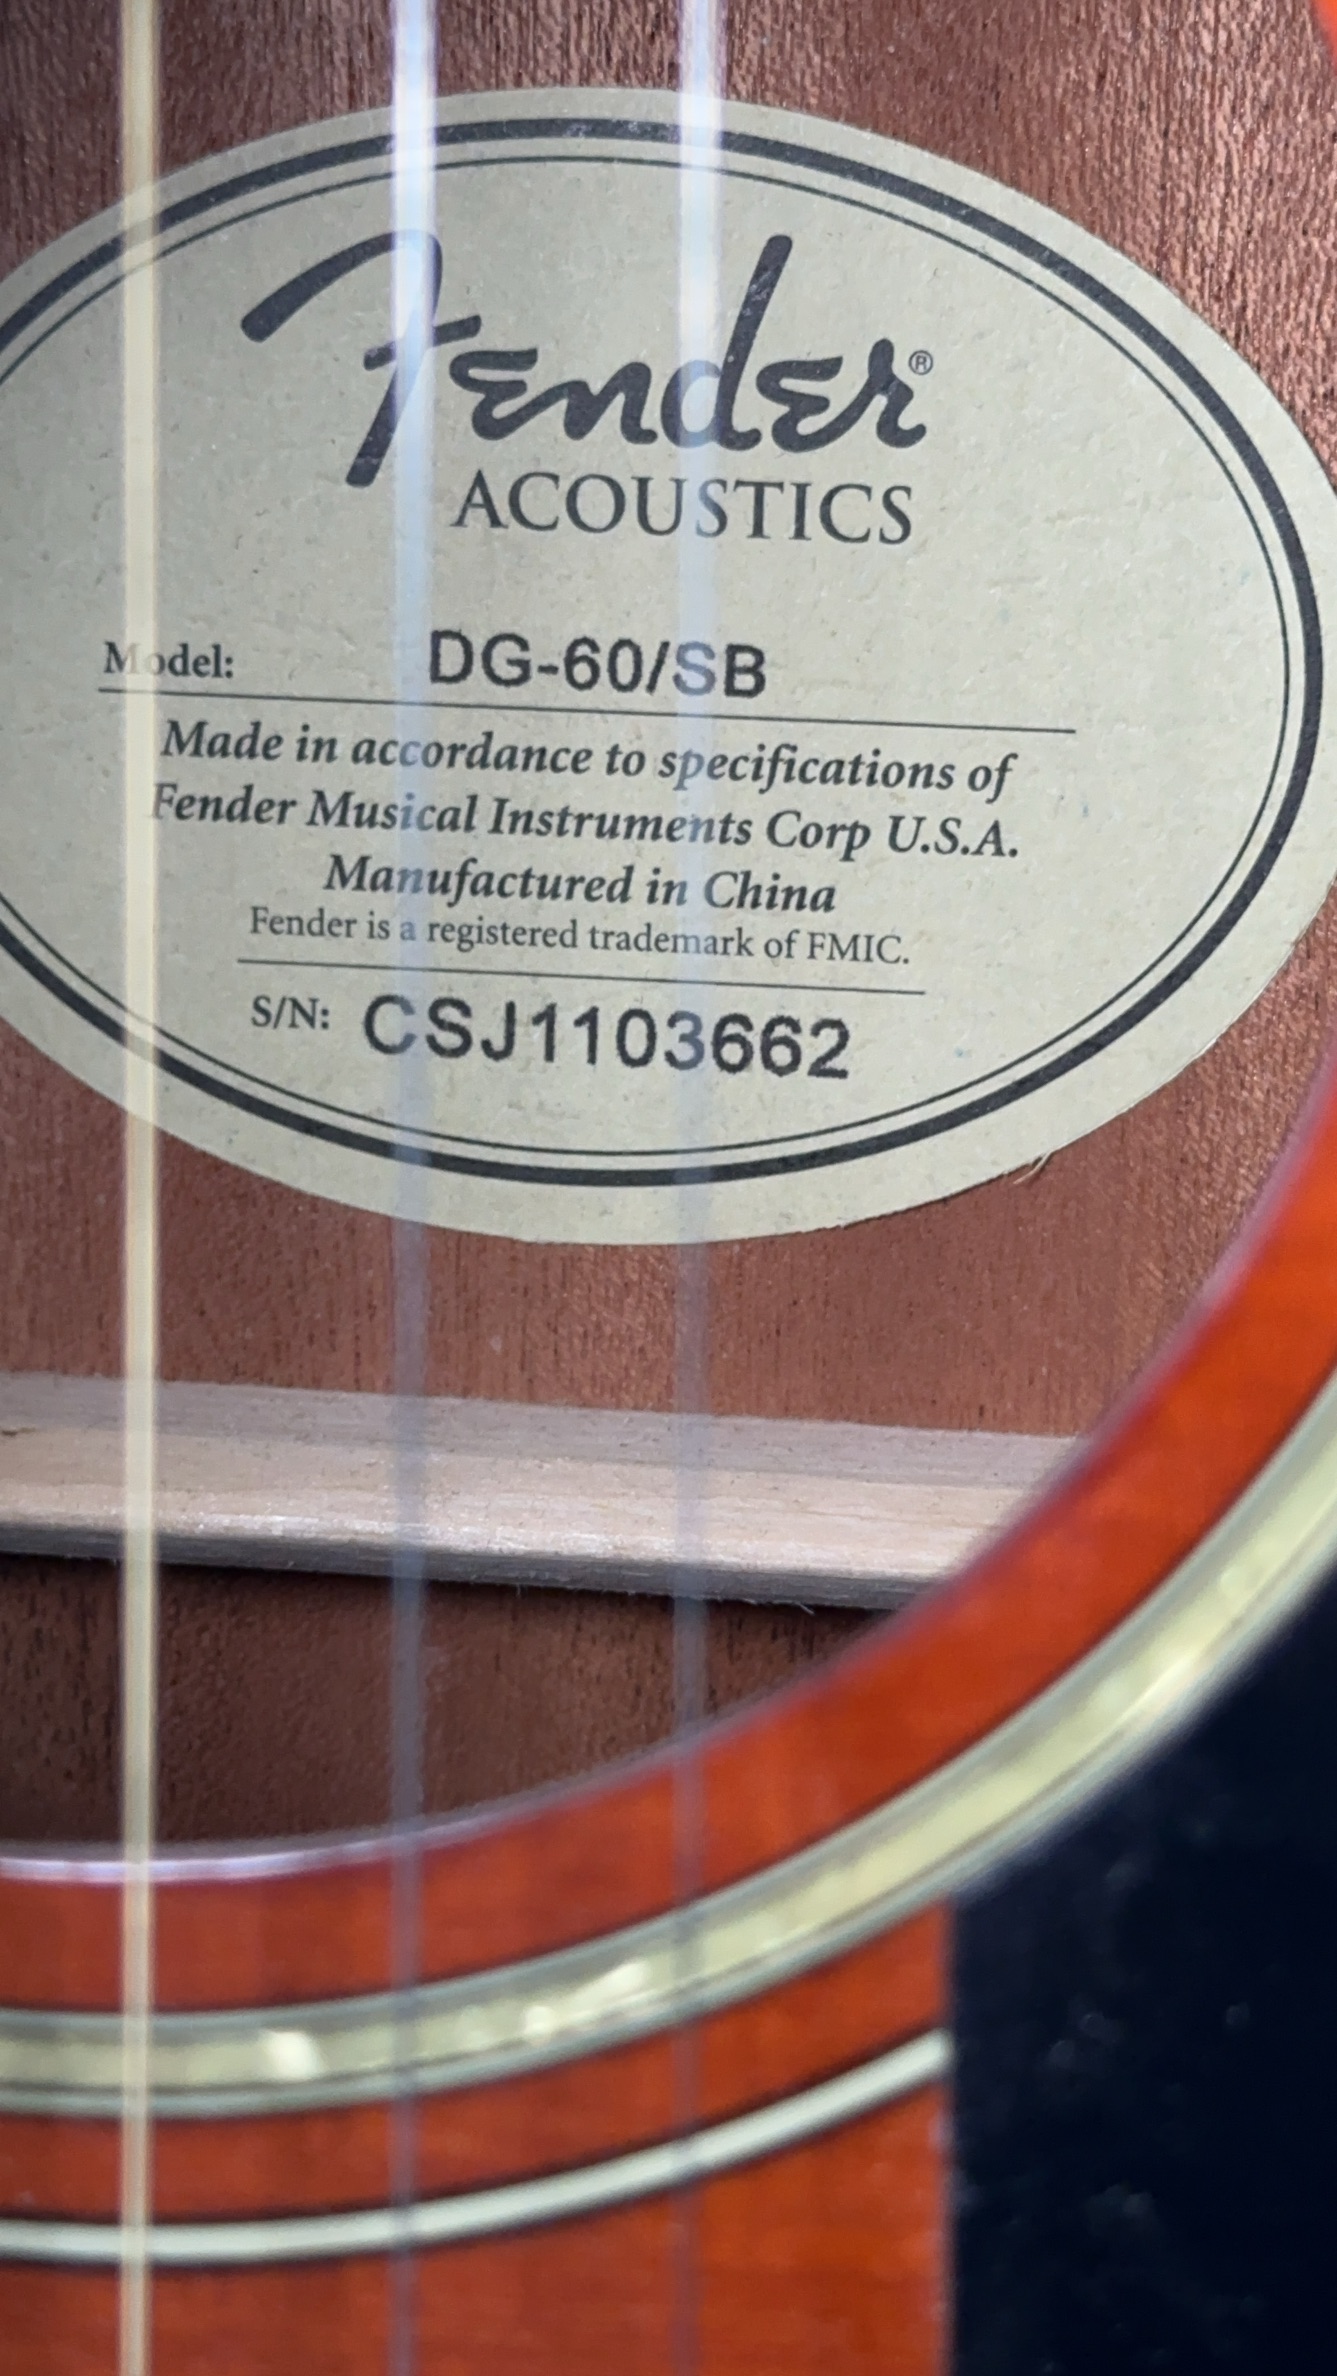 Fender®
ACOUSTICS
Model: DG-60/SB
Made in accordance to specifications of
Fender Musical Instruments Corp U.S.A.
Manufactured in China
Fender is a registered trademark of FMIC.
S/N: CSJ1103662